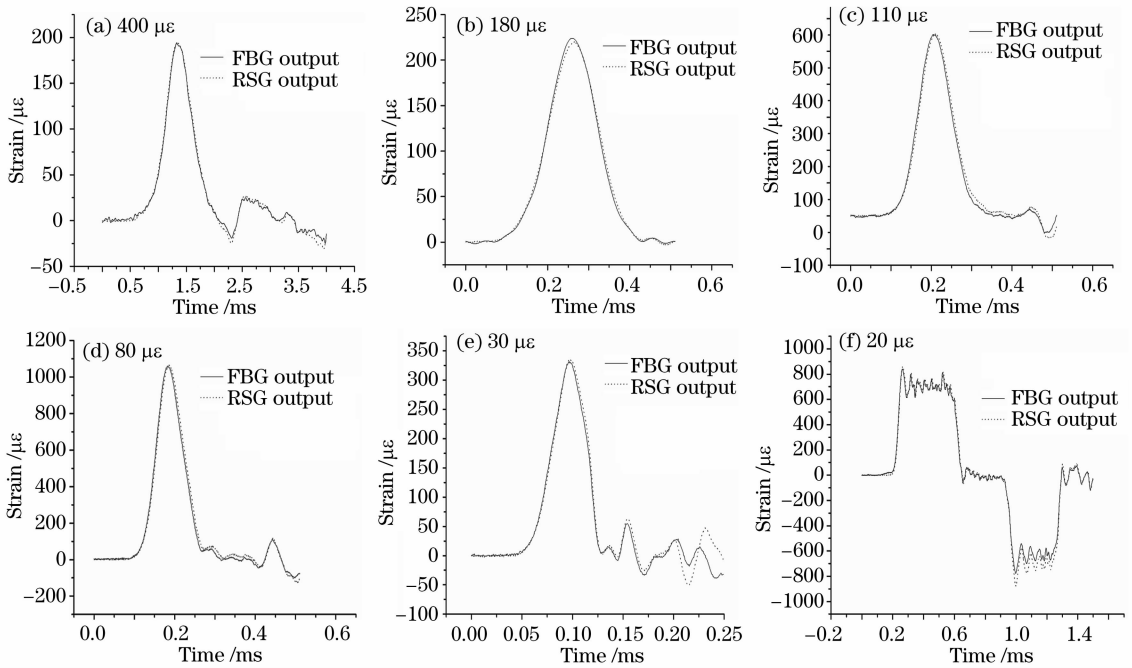 (a) 400 µε
FBG output
RSG output
Strain /µε
200
150
100
50
0
−50
−0.5
0.5
1.5
2.5
3.5
4.5
Time /ms
(b) 180 µε
FBG output
RSG output
Strain /µε
250
200
150
100
50
0
0.0
0.2
0.4
0.6
Time /ms
(c) 110 µε
FBG output
RSG output
Strain /µε
600
500
400
300
200
100
0
−100
0.0
0.2
0.4
0.6
Time /ms
(d) 80 µε
FBG output
RSG output
Strain /µε
1200
1000
800
600
400
200
0
−200
0.0
0.2
0.4
0.6
Time /ms
(e) 30 µε
FBG output
RSG output
Strain /µε
350
300
250
200
150
100
50
0
−50
−100
0.00
0.05
0.10
0.15
0.20
0.25
Time /ms
(f) 20 µε
FBG output
RSG output
Strain /µε
1000
800
600
400
200
0
−200
−400
−600
−800
−1000
−0.2
0.2
0.6
1.0
1.4
Time /ms